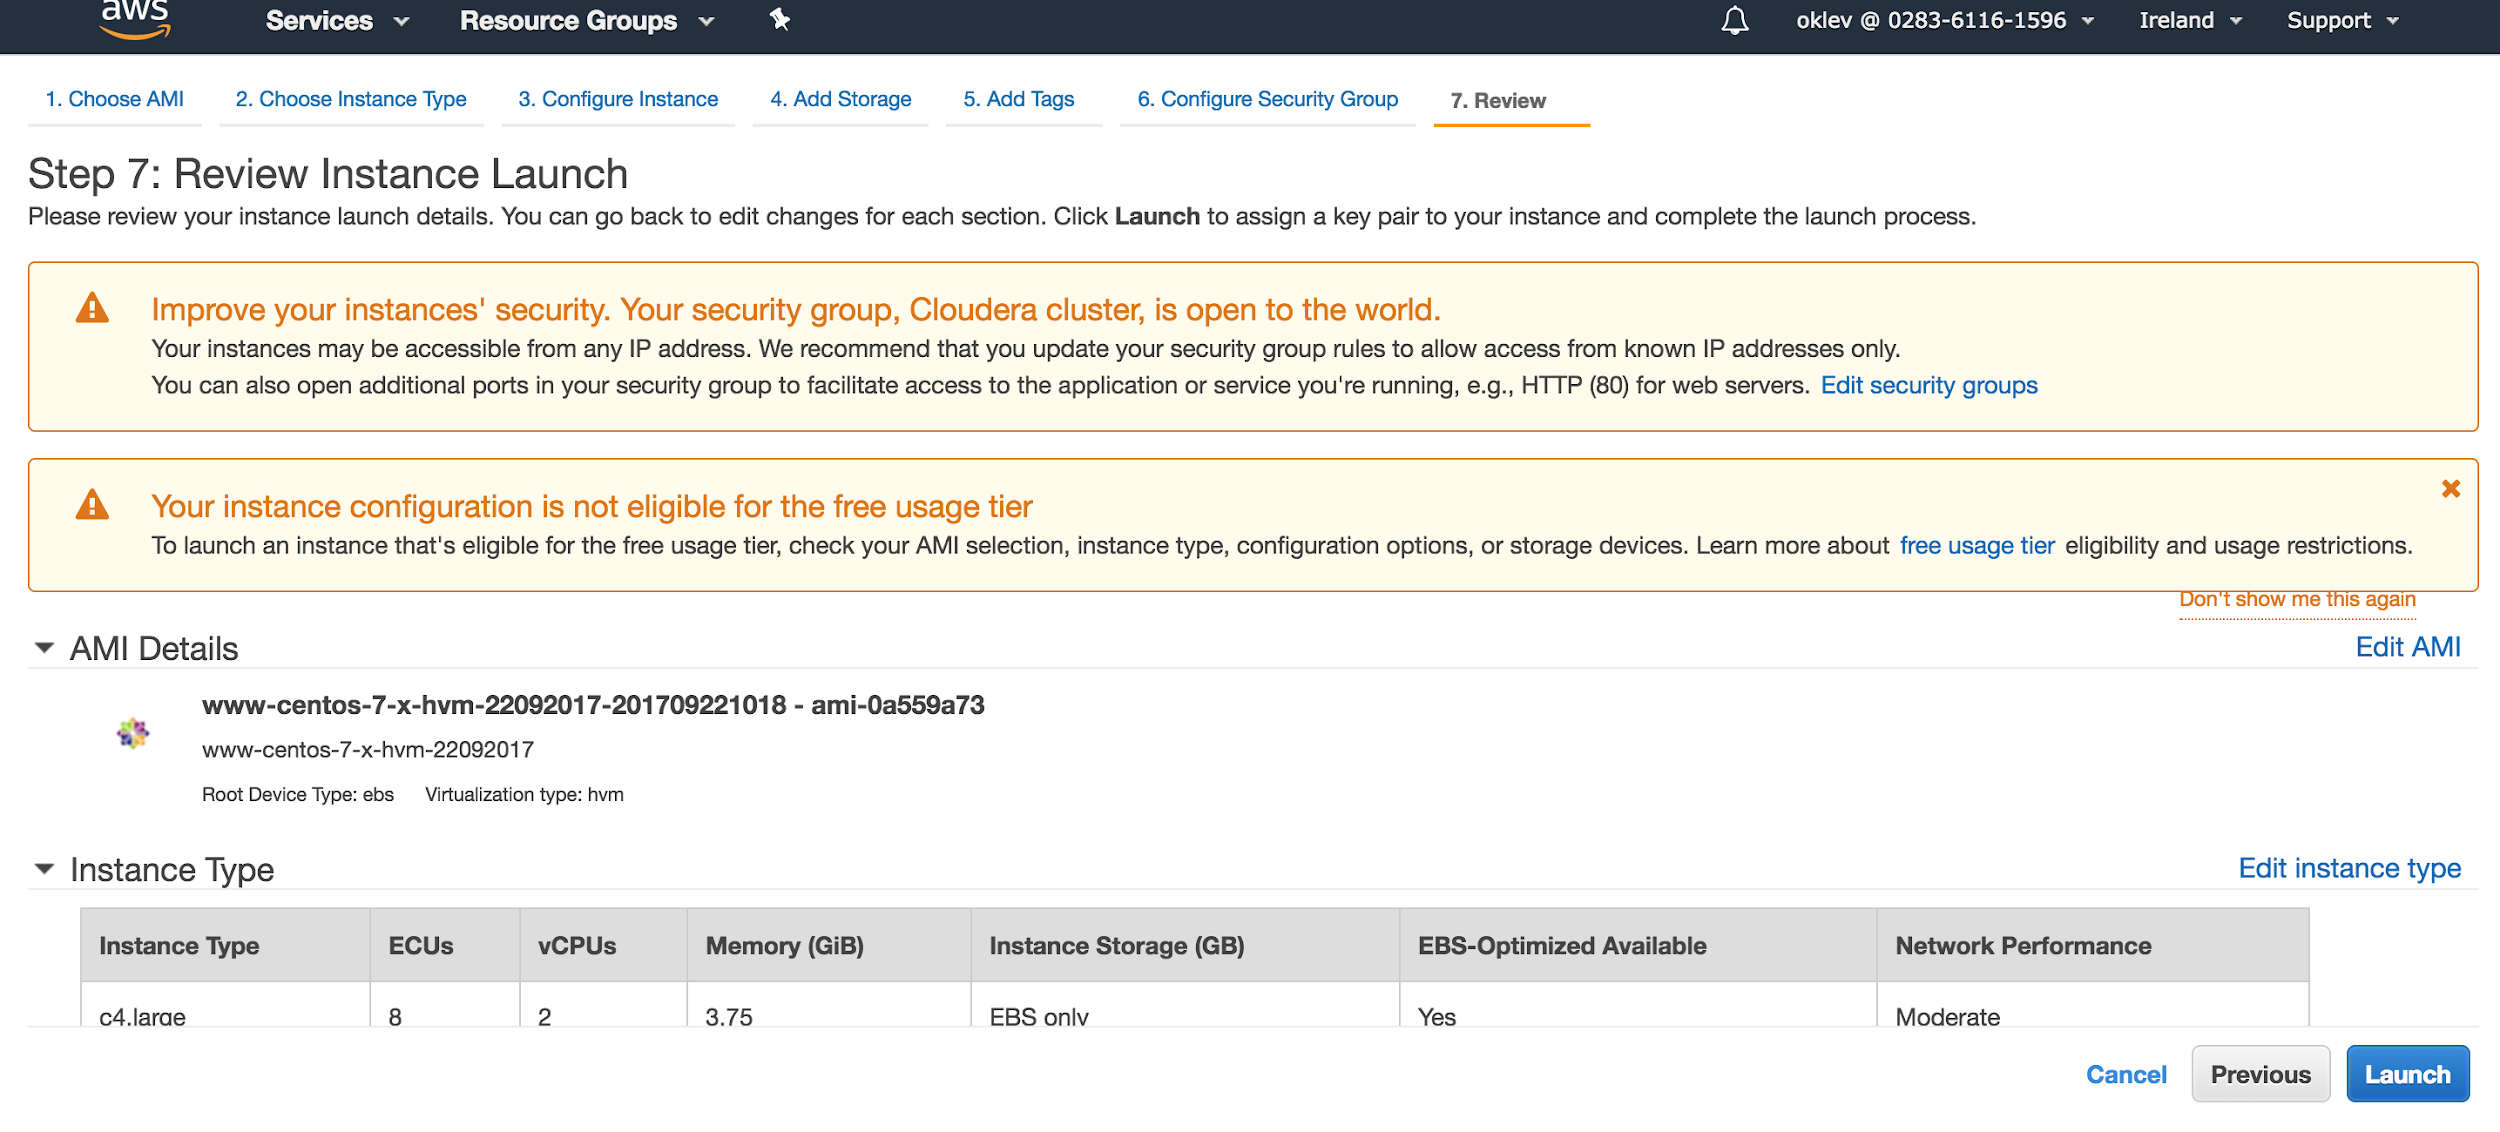 aws Services Resource Groups oklev @ 0283-6116-1596 Ireland Support
1. Choose AMI 2. Choose Instance Type 3. Configure Instance 4. Add Storage 5. Add Tags 6. Configure Security Group 7. Review
Step 7: Review Instance Launch
Please review your instance launch details. You can go back to edit changes for each section. Click Launch to assign a key pair to your instance and complete the launch process.
Improve your instances' security. Your security group, Cloudera cluster, is open to the world.
Your instances may be accessible from any IP address. We recommend that you update your security group rules to allow access from known IP addresses only.
You can also open additional ports in your security group to facilitate access to the application or service you're running, e.g., HTTP (80) for web servers. Edit security groups
Your instance configuration is not eligible for the free usage tier
To launch an instance that's eligible for the free usage tier, check your AMI selection, instance type, configuration options, or storage devices. Learn more about free usage tier eligibility and usage restrictions.
Don't show me this again
AMI Details Edit AMI
www-centos-7-x-hvm-22092017-201709221018 - ami-0a559a73
www-centos-7-x-hvm-22092017
Root Device Type: ebs Virtualization type: hvm
Instance Type Edit instance type
Instance Type ECUs vCPUs Memory (GiB) Instance Storage (GB) EBS-Optimized Available Network Performance
c4.large 8 2 3.75 EBS only Yes Moderate
Cancel Previous Launch